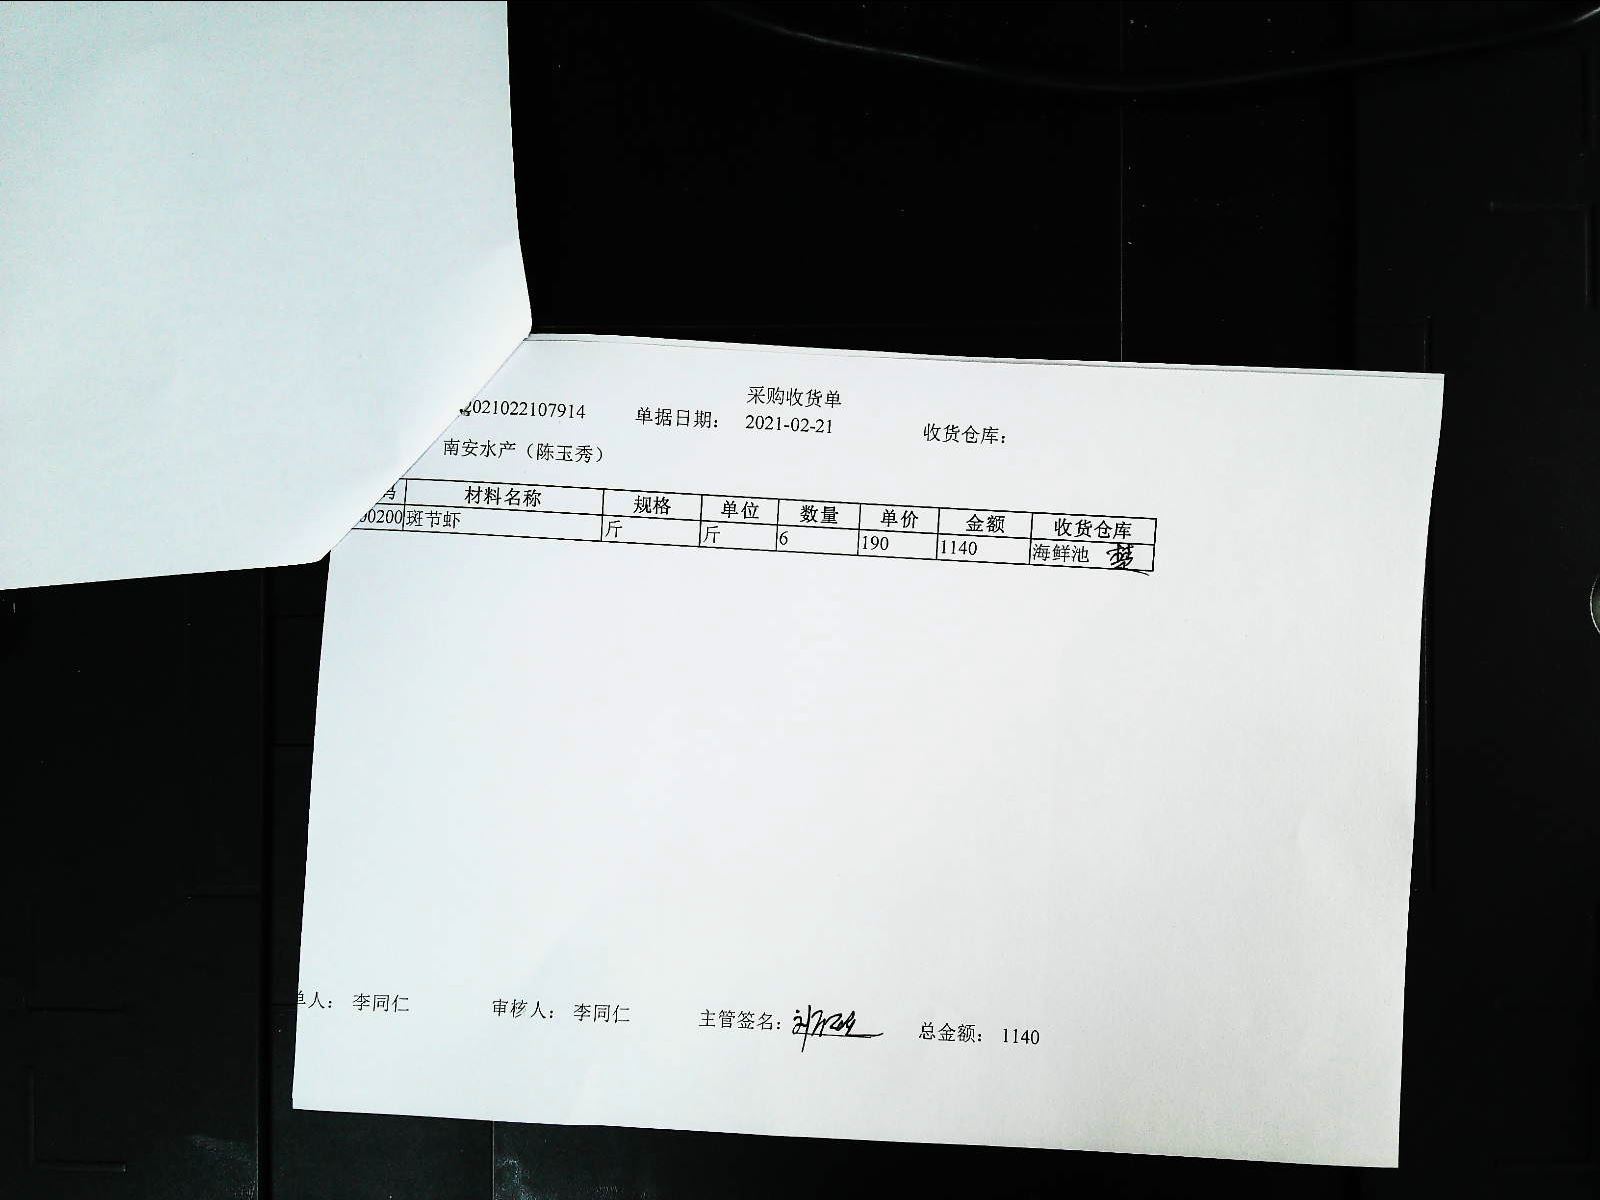 采购收货单
2021022107914 单据日期: 2021-02-21 收货仓库:
南安水产（陈玉秀）
材料名称 规格 单位 数量 单价 金额 收货仓库
00200 斑节虾 斤 斤 6 190 1140 海鲜池
单人: 李同仁 审核人: 李同仁 主管签名: 总金额: 1140